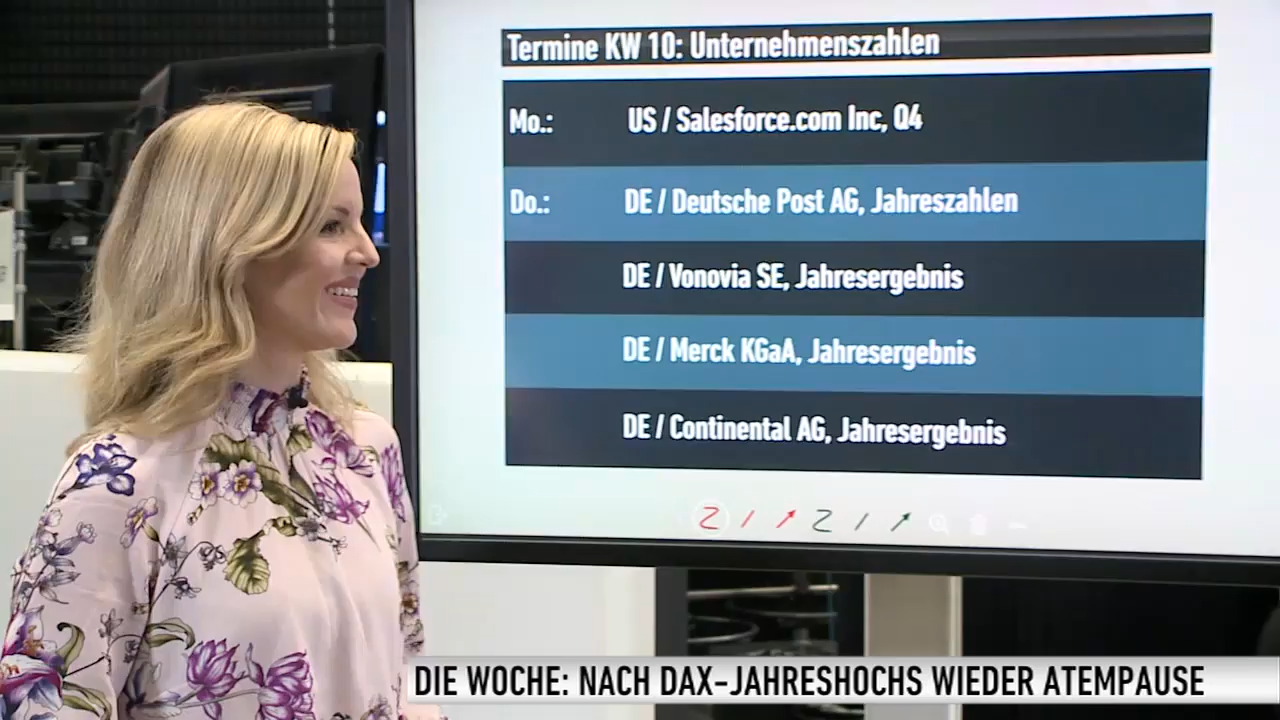 Termine KW 10: Unternehmenszahlen
Mo.: US / Salesforce.com Inc, Q4
Do.: DE / Deutsche Post AG, Jahreszahlen
DE / Vonovia SE, Jahresergebnis
DE / Merck KGaA, Jahresergebnis
DE / Continental AG, Jahresergebnis
DIE WOCHE: NACH DAX-JAHRESHOCHS WIEDER ATEMPAUSE